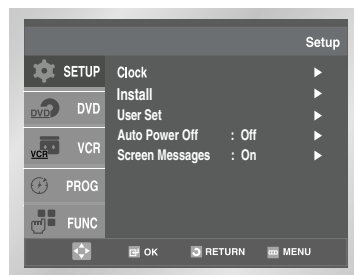 Setup
SETUP
DVD DVD
VCR VCR
PROG
FUNC
Clock
Install
User Set
Auto Power Off : Off
Screen Messages : On
OK RETURN MENU